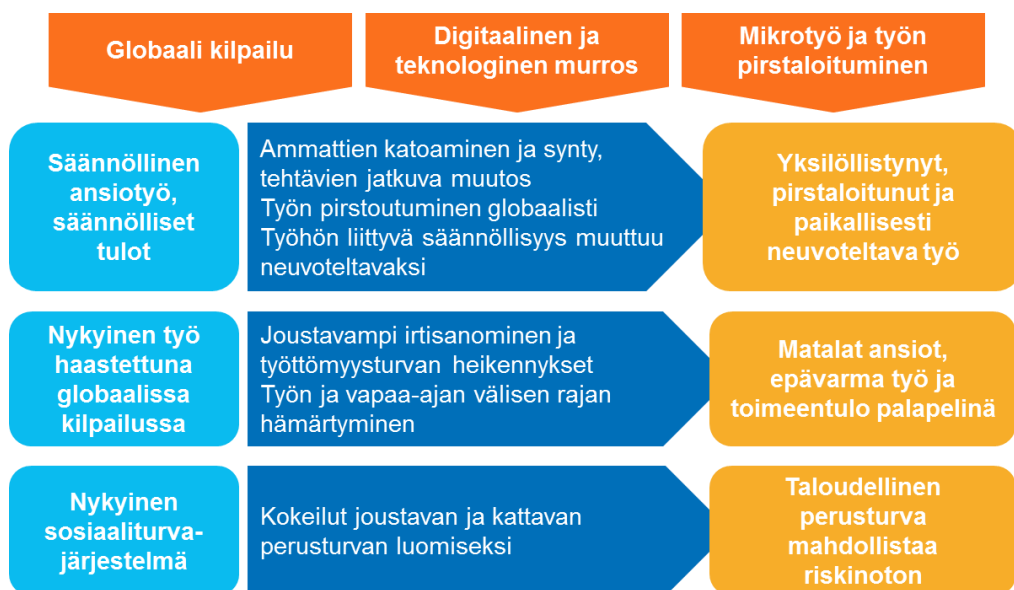 Globaali kilpailu
Digitaalinen ja
teknologinen murros
Mikrotyö ja työn
pirstaloituminen
Säännöllinen
ansiotyö,
säännölliset
tulot
Ammattien katoaminen ja synty,
tehtävien jatkuva muutos
Työn pirstoutuminen globaalisti
Työhön liittyvä säännöllisyys muuttuu
neuvoteltavaksi
Yksilöllistynyt,
pirstaloitunut ja
paikallisesti
neuvoteltava työ
Nykyinen työ
haastettuna
globaalissa
kilpailussa
Joustavampi irtisanominen ja
työttömyysturvan heikennykset
Työn ja vapaa-ajan välisen rajan
hämärtyminen
Matalat ansiot,
epävarma työ ja
toimeentulo palapelinä
Nykyinen
sosiaaliturva-
järjestelmä
Kokeilut joustavan ja kattavan
perusturvan luomiseksi
Taloudellinen
perusturva
mahdollistaa
riskinoton